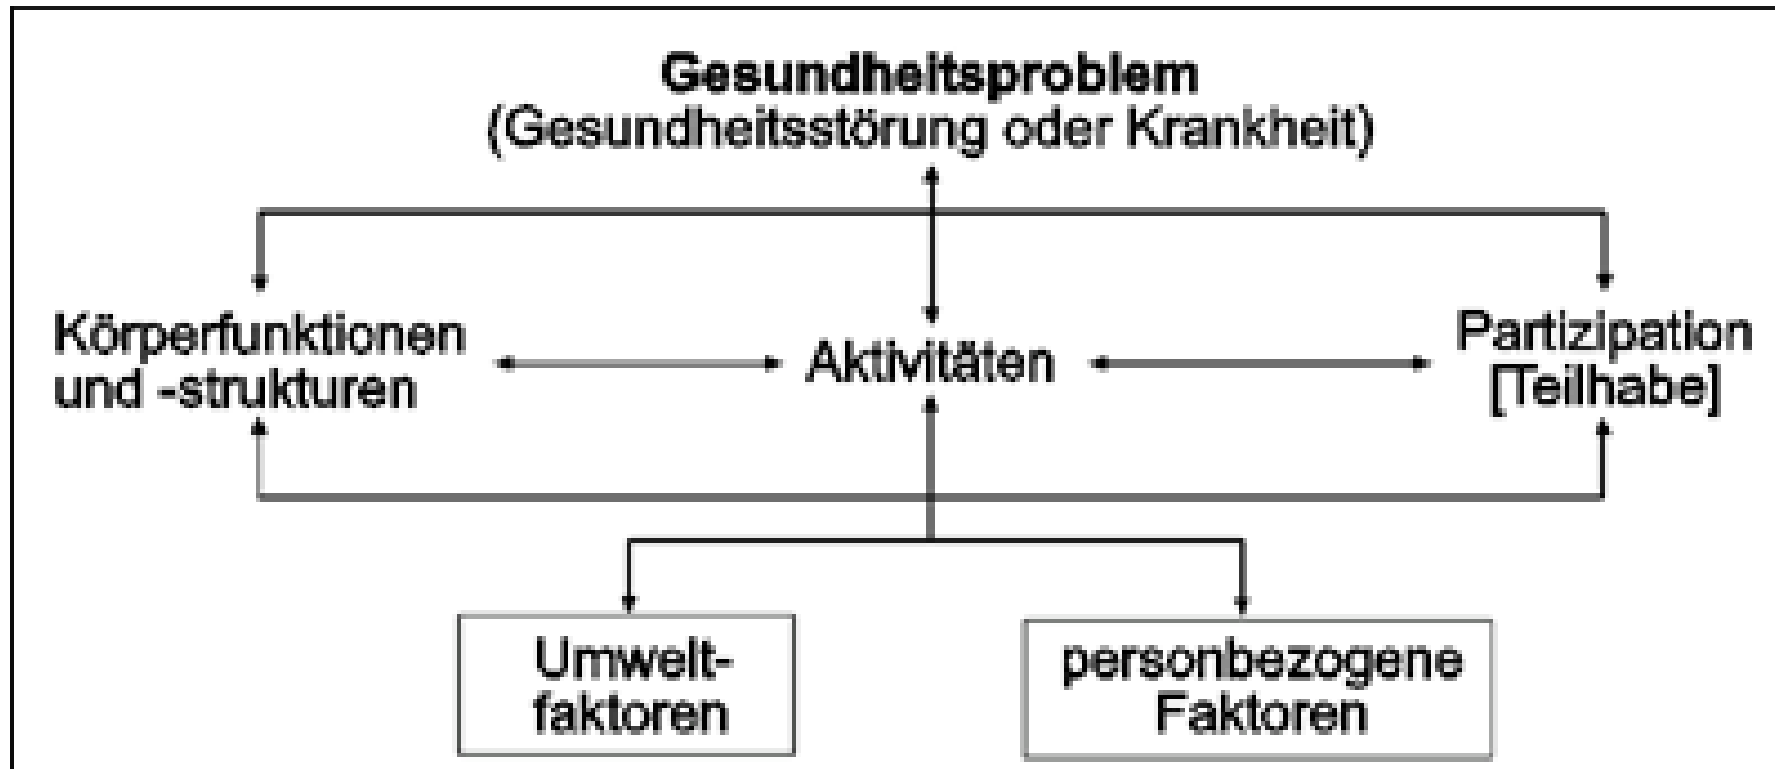 Gesundheitsproblem
(Gesundheitsstörung oder Krankheit)
Körperfunktionen
und -strukturen
Aktivitäten
Partizipation
[Teilhabe]
Umwelt-
faktoren
personbezogene
Faktoren